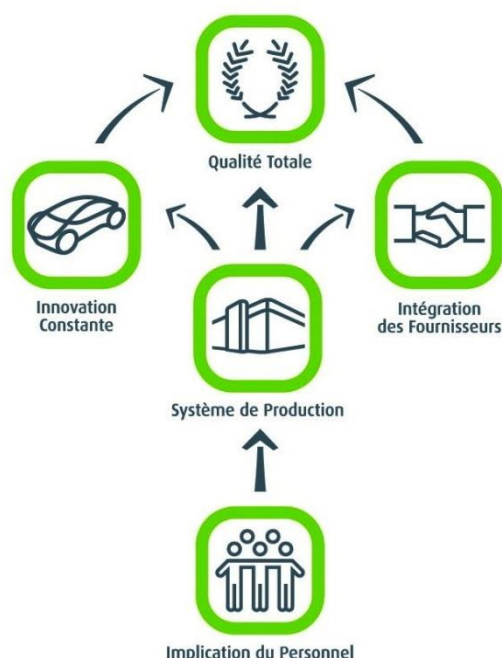 Qualité Totale
Innovation
Constante
Intégration
des Fournisseurs
Système de Production
Implication du Personnel